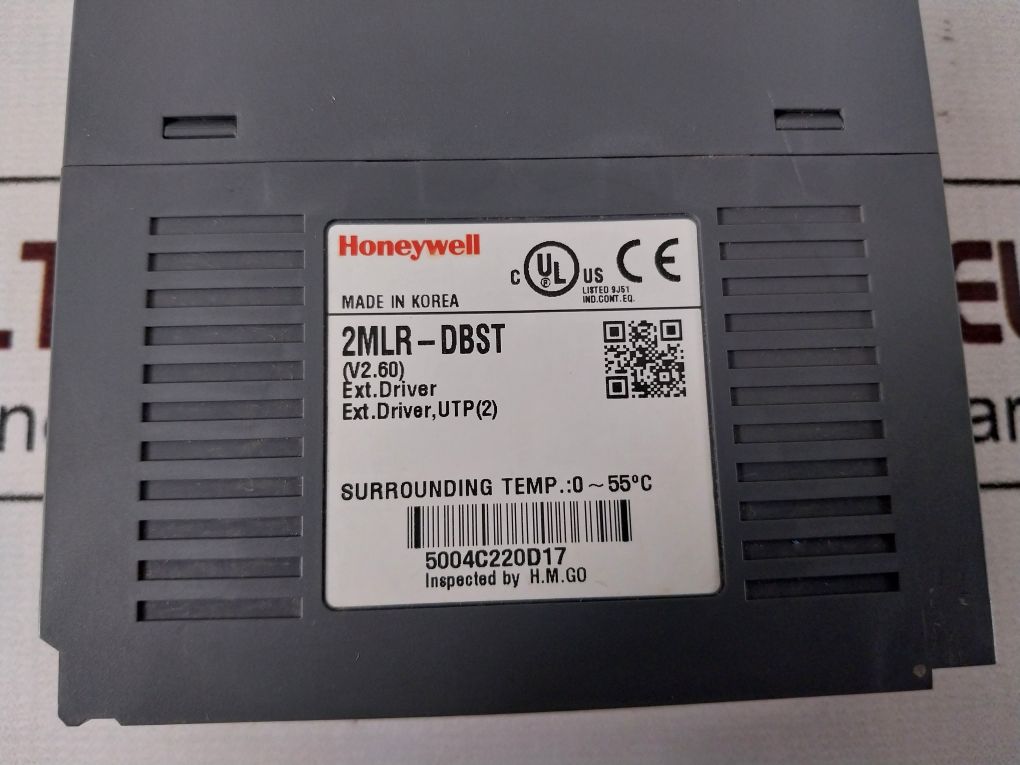 Honeywell
C UL US CE
LISTED 9J51
IND.CONT.EQ.
MADE IN KOREA
2MLR-DBST
(V2.60)
Ext.Driver
Ext.Driver,UTP(2)
SURROUNDING TEMP.:0~55°C
5004C220D17
Inspected by H.M.GO